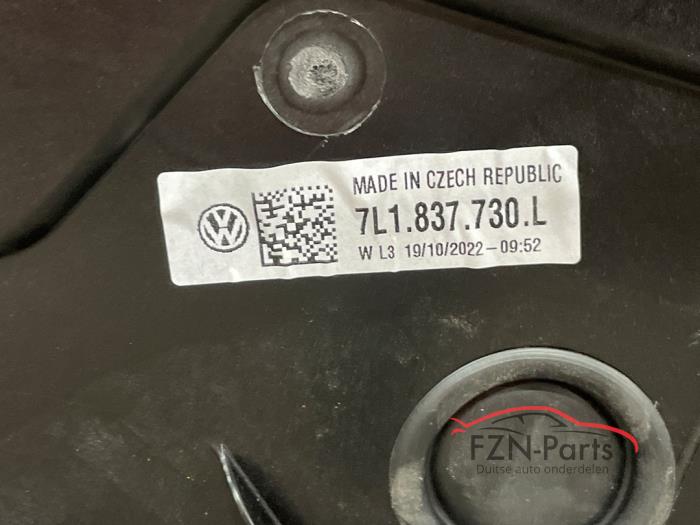 MADE IN CZECH REPUBLIC
7L1.837.730.L
W L3 19/10/2022-09:52
FZN-Parts
Duitse auto onderdelen